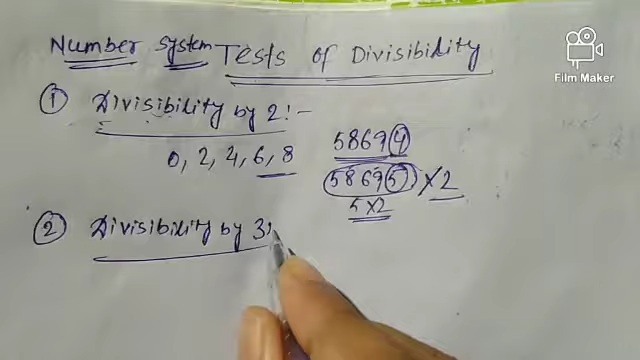 Number system Tests of Divisibility
Film Maker
① Divisibility by 2:-
0, 2, 4, 6, 8
58694
58695 × 2
5×2
② Divisibility by 3: